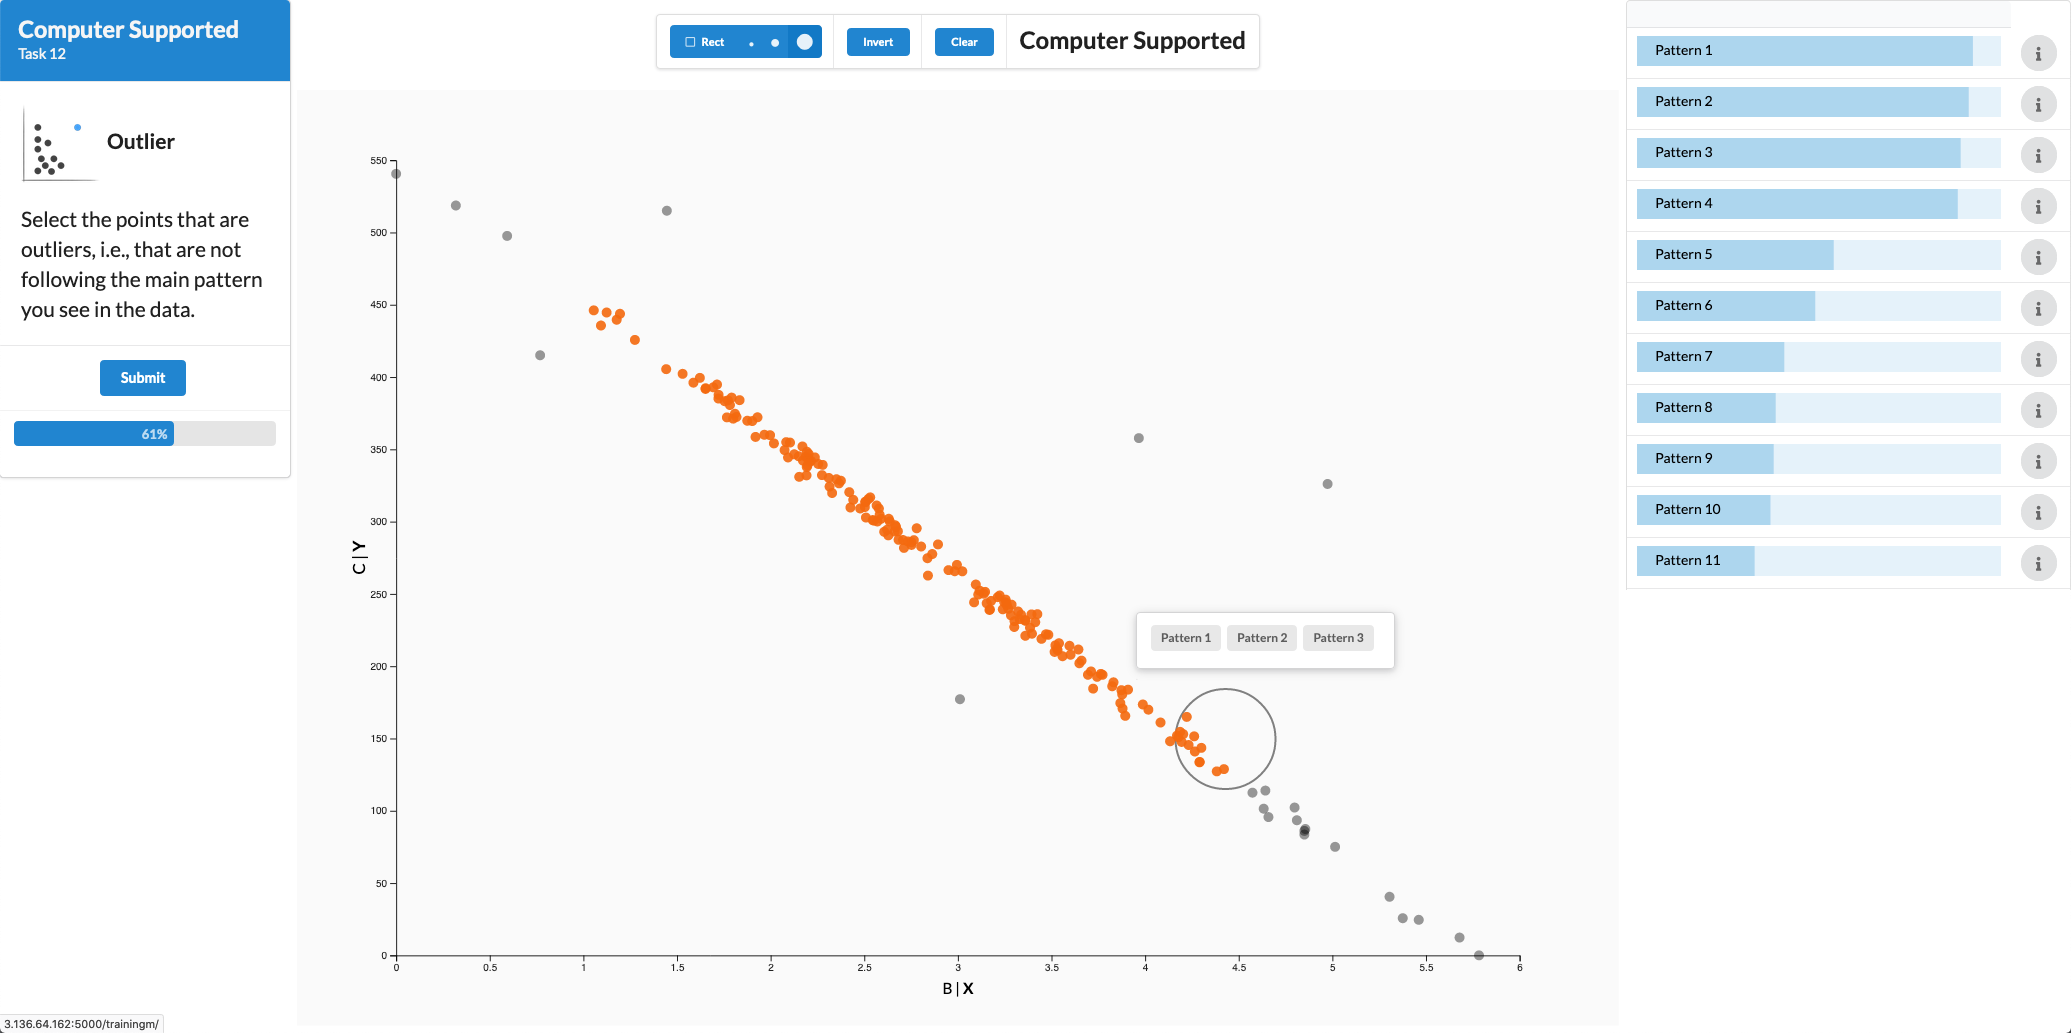 Computer Supported
Task 12
Outlier
Select the points that are
outliers, i.e., that are not
following the main pattern
you see in the data.
Submit
61%
Rect
Invert
Clear
Computer Supported
550
500
450
400
350
300
250
200
150
100
50
0
C|Y
0
0.5
1
1.5
2
2.5
3
3.5
4
4.5
5
5.5
6
B|X
Pattern 1 Pattern 2 Pattern 3
Pattern 1
Pattern 2
Pattern 3
Pattern 4
Pattern 5
Pattern 6
Pattern 7
Pattern 8
Pattern 9
Pattern 10
Pattern 11
3.136.64.162:5000/trainingm/